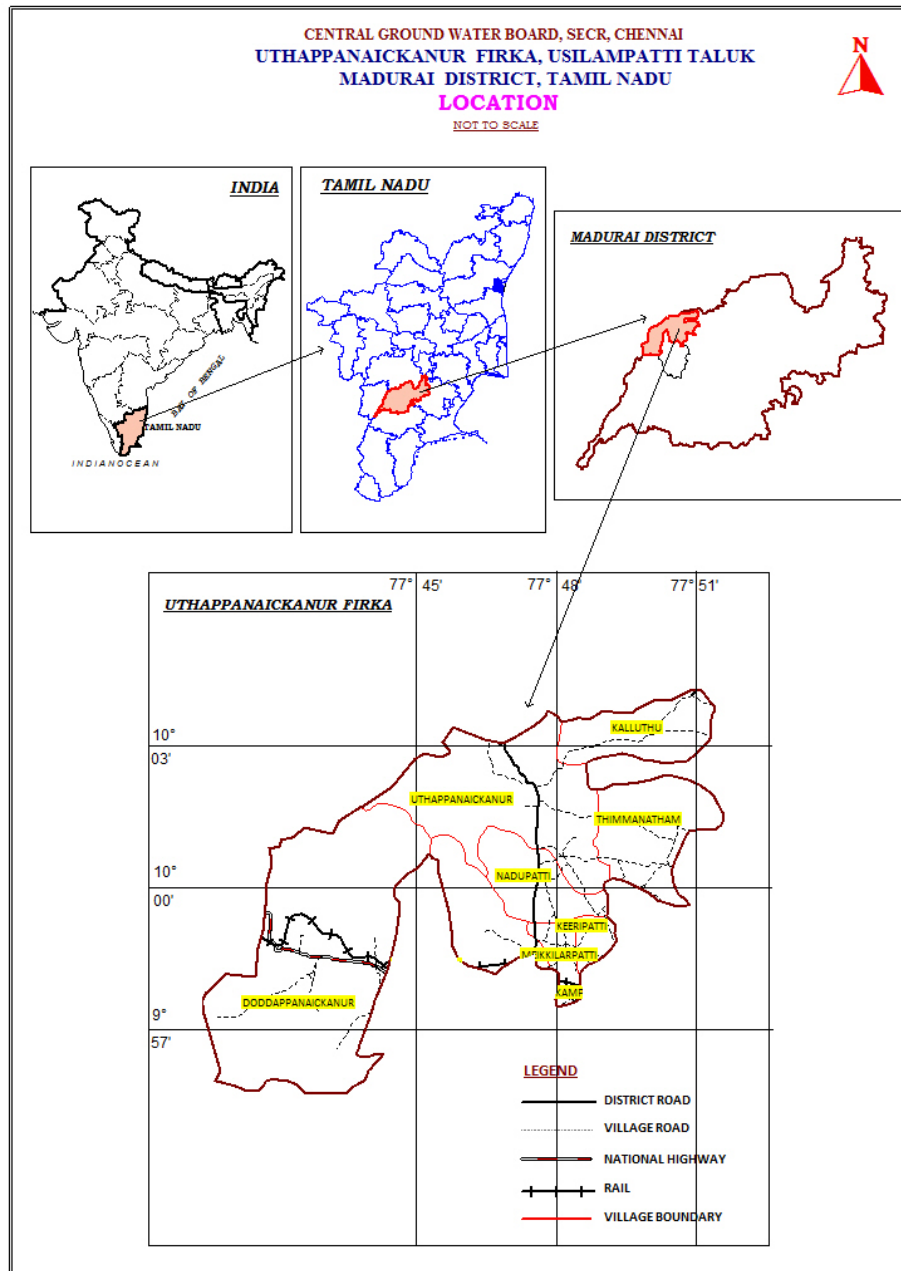 CENTRAL GROUND WATER BOARD, SECR, CHENNAI
UTHAPPANAICKANUR FIRKA, USILAMPATTI TALUK
MADURAI DISTRICT, TAMIL NADU
LOCATION
NOT TO SCALE
N
INDIA
BAY OF BENGAL
TAMIL NADU
INDIANOCEAN
TAMIL NADU
MADURAI DISTRICT
77° 45'
77° 48'
77° 51'
UTHAPPANAICKANUR FIRKA
KALLUTHU
10°
03'
UTHAPPANAICKANUR
THIMMANATHAM
NADUPATTI
10°
00'
KEERIPATTI
MEIKKILARPATTI
KAMP
DODDAPPANAICKANUR
9°
57'
LEGEND
DISTRICT ROAD
VILLAGE ROAD
NATIONAL HIGHWAY
RAIL
VILLAGE BOUNDARY